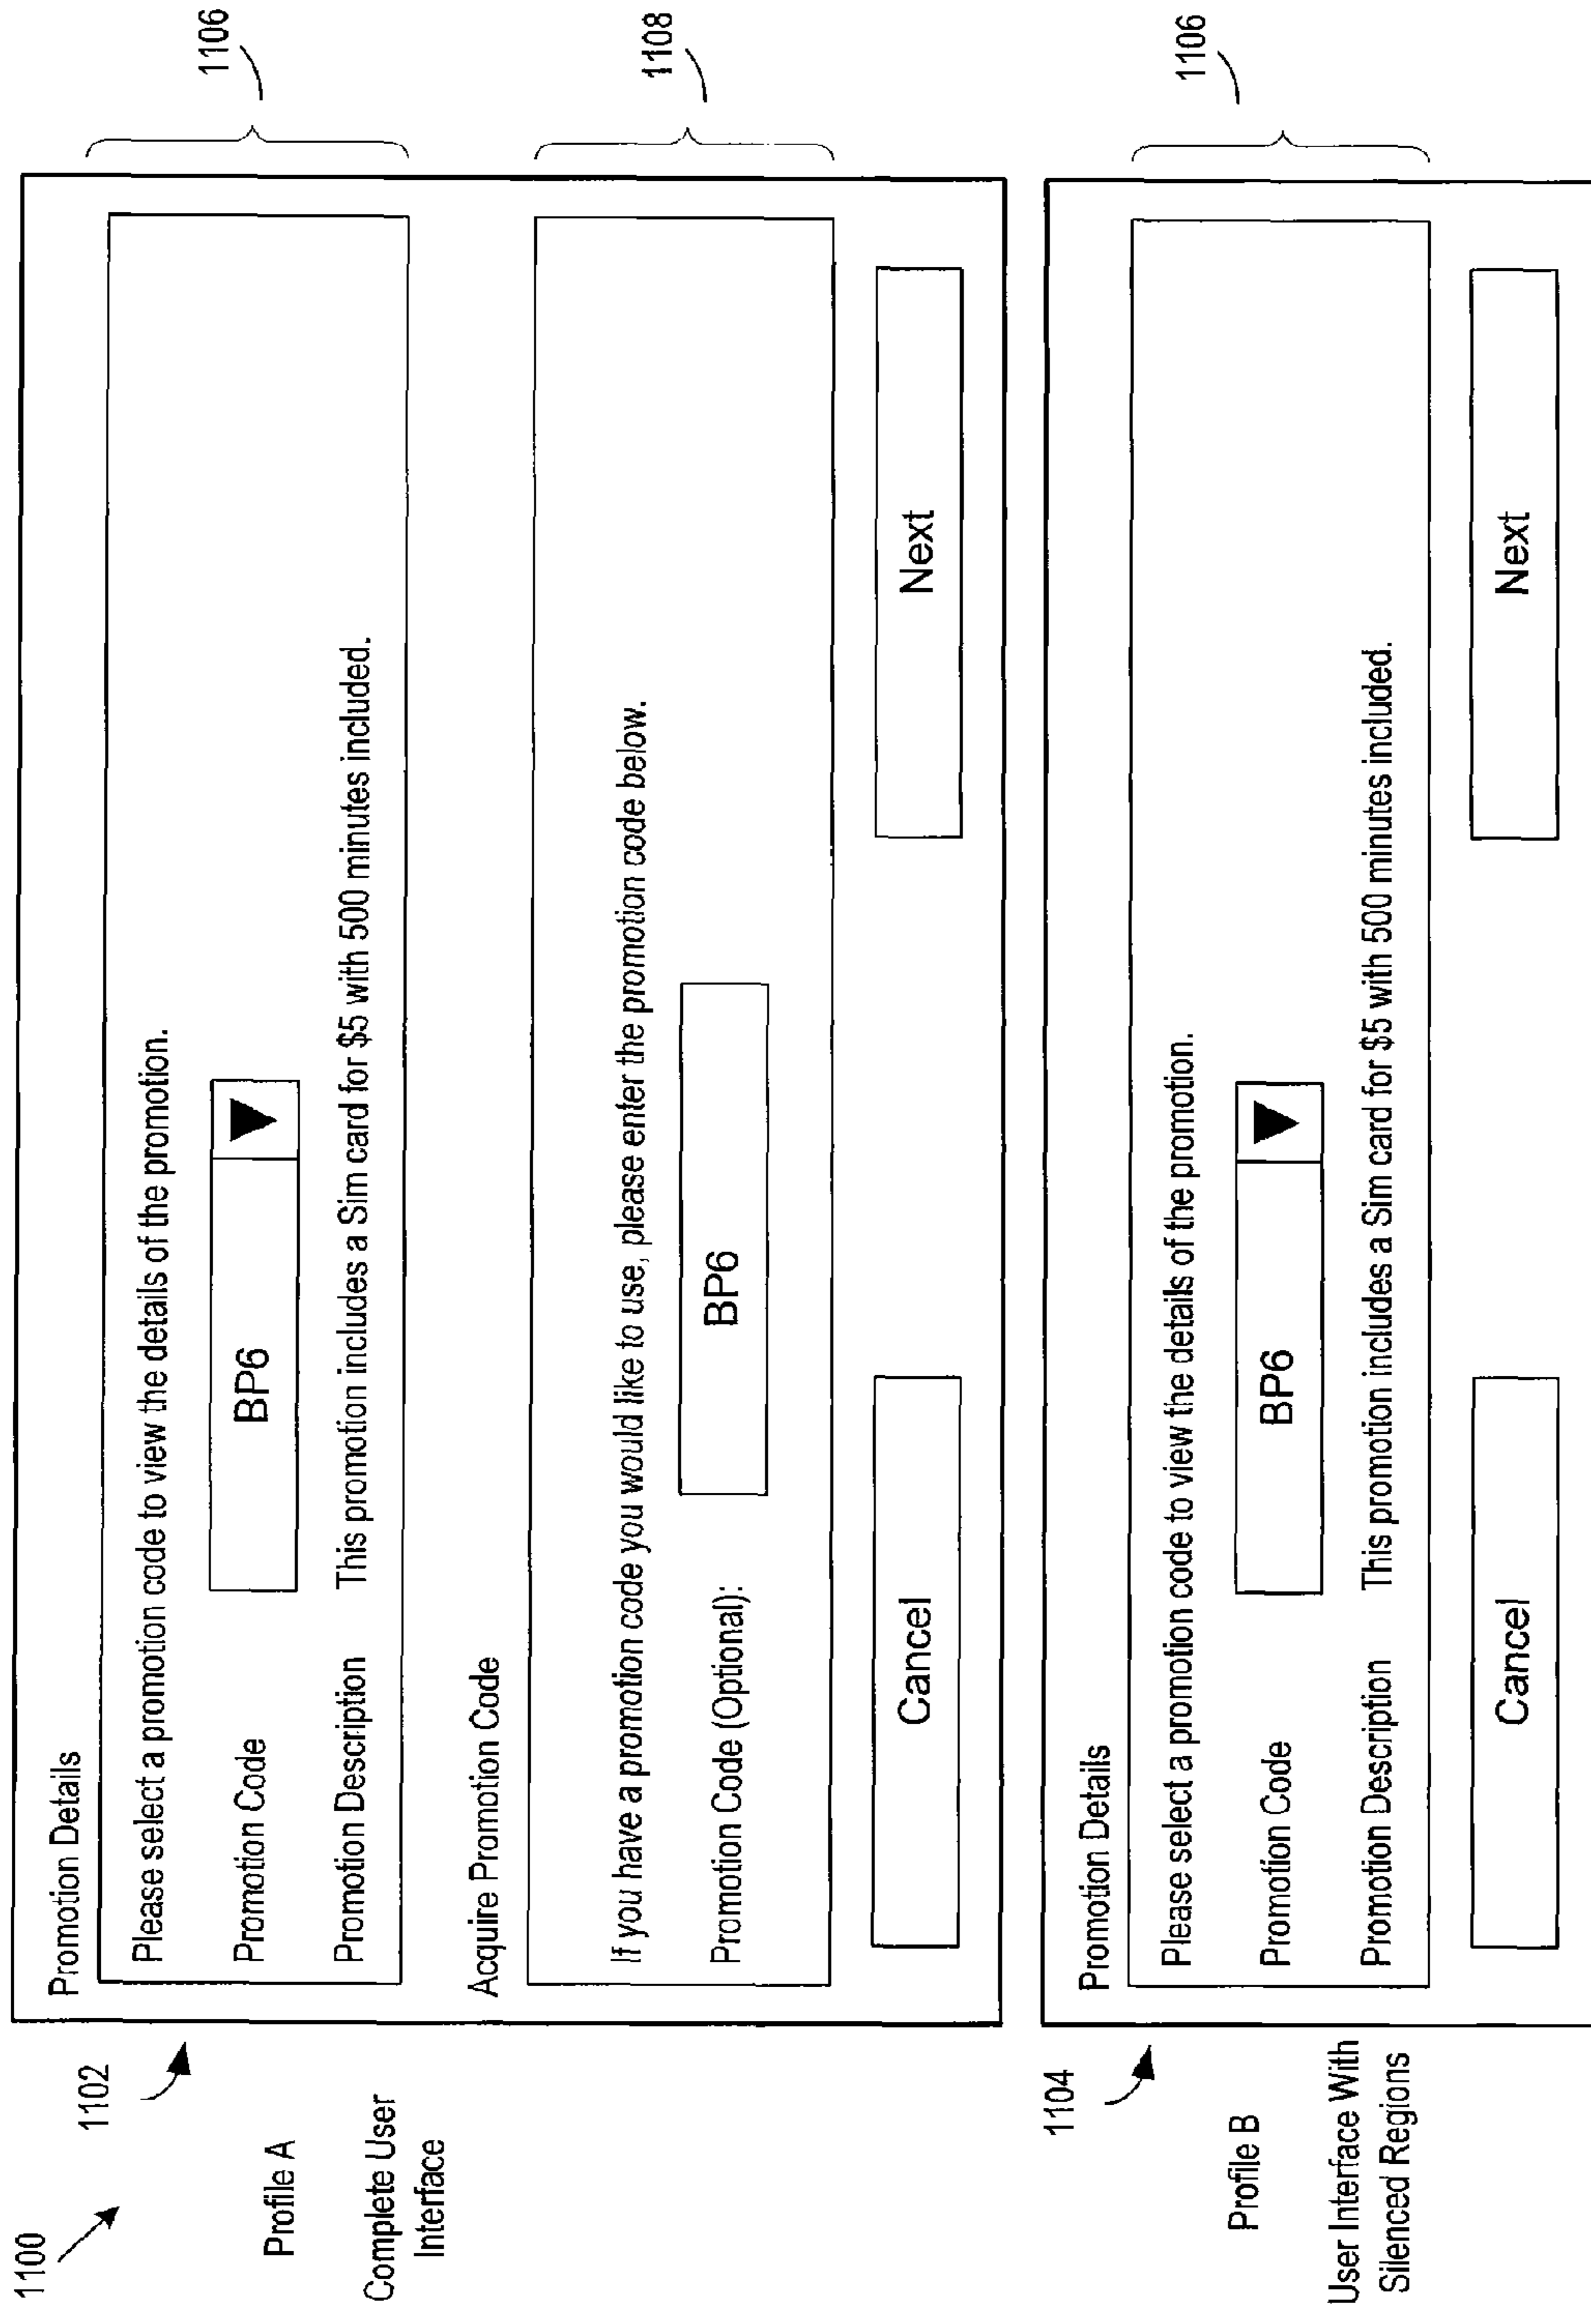 1100
1102
Profile A
Complete User
Interface
Promotion Details
Please select a promotion code to view the details of the promotion.
Promotion Code
BP6
Promotion Description
This promotion includes a Sim card for $5 with 500 minutes included.
1106
Acquire Promotion Code
If you have a promotion code you would like to use, please enter the promotion code below.
Promotion Code (Optional):
BP6
1108
Cancel
Next
1104
Profile B
User Interface With
Silenced Regions
Promotion Details
Please select a promotion code to view the details of the promotion.
Promotion Code
BP6
Promotion Description
This promotion includes a Sim card for $5 with 500 minutes included.
1106
Cancel
Next